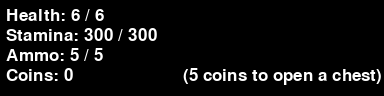 Health: 6 / 6
Stamina: 300 / 300
Ammo: 5 / 5
Coins: 0 (5 coins to open a chest)